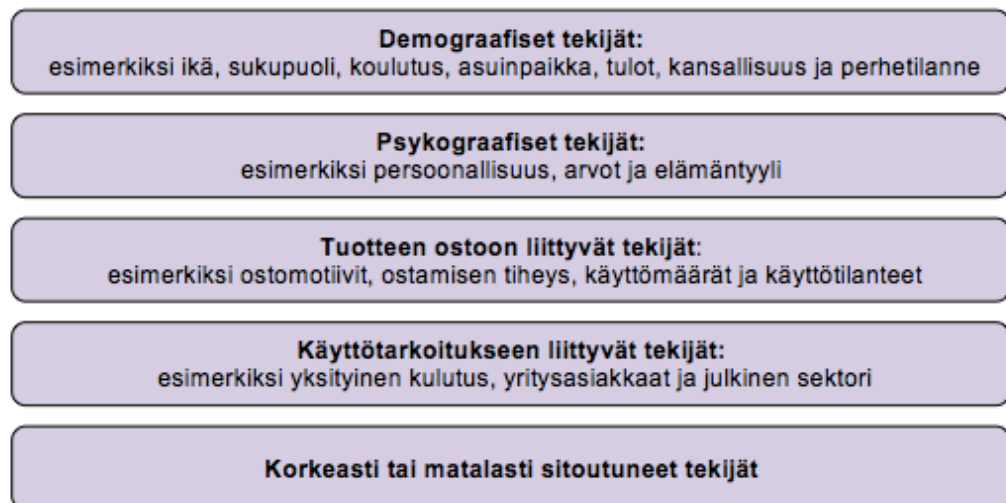 Demograafiset tekijät:
esimerkiksi ikä, sukupuoli, koulutus, asuinpaikka, tulot, kansallisuus ja perhetilanne
Psykograafiset tekijät:
esimerkiksi persoonallisuus, arvot ja elämäntyyli
Tuotteen ostoon liittyvät tekijät:
esimerkiksi ostomotiivit, ostamisen tiheys, käyttömäärät ja käyttötilanteet
Käyttötarkoitukseen liittyvät tekijät:
esimerkiksi yksityinen kulutus, yritysasiakkaat ja julkinen sektori
Korkeasti tai matalasti sitoutuneet tekijät